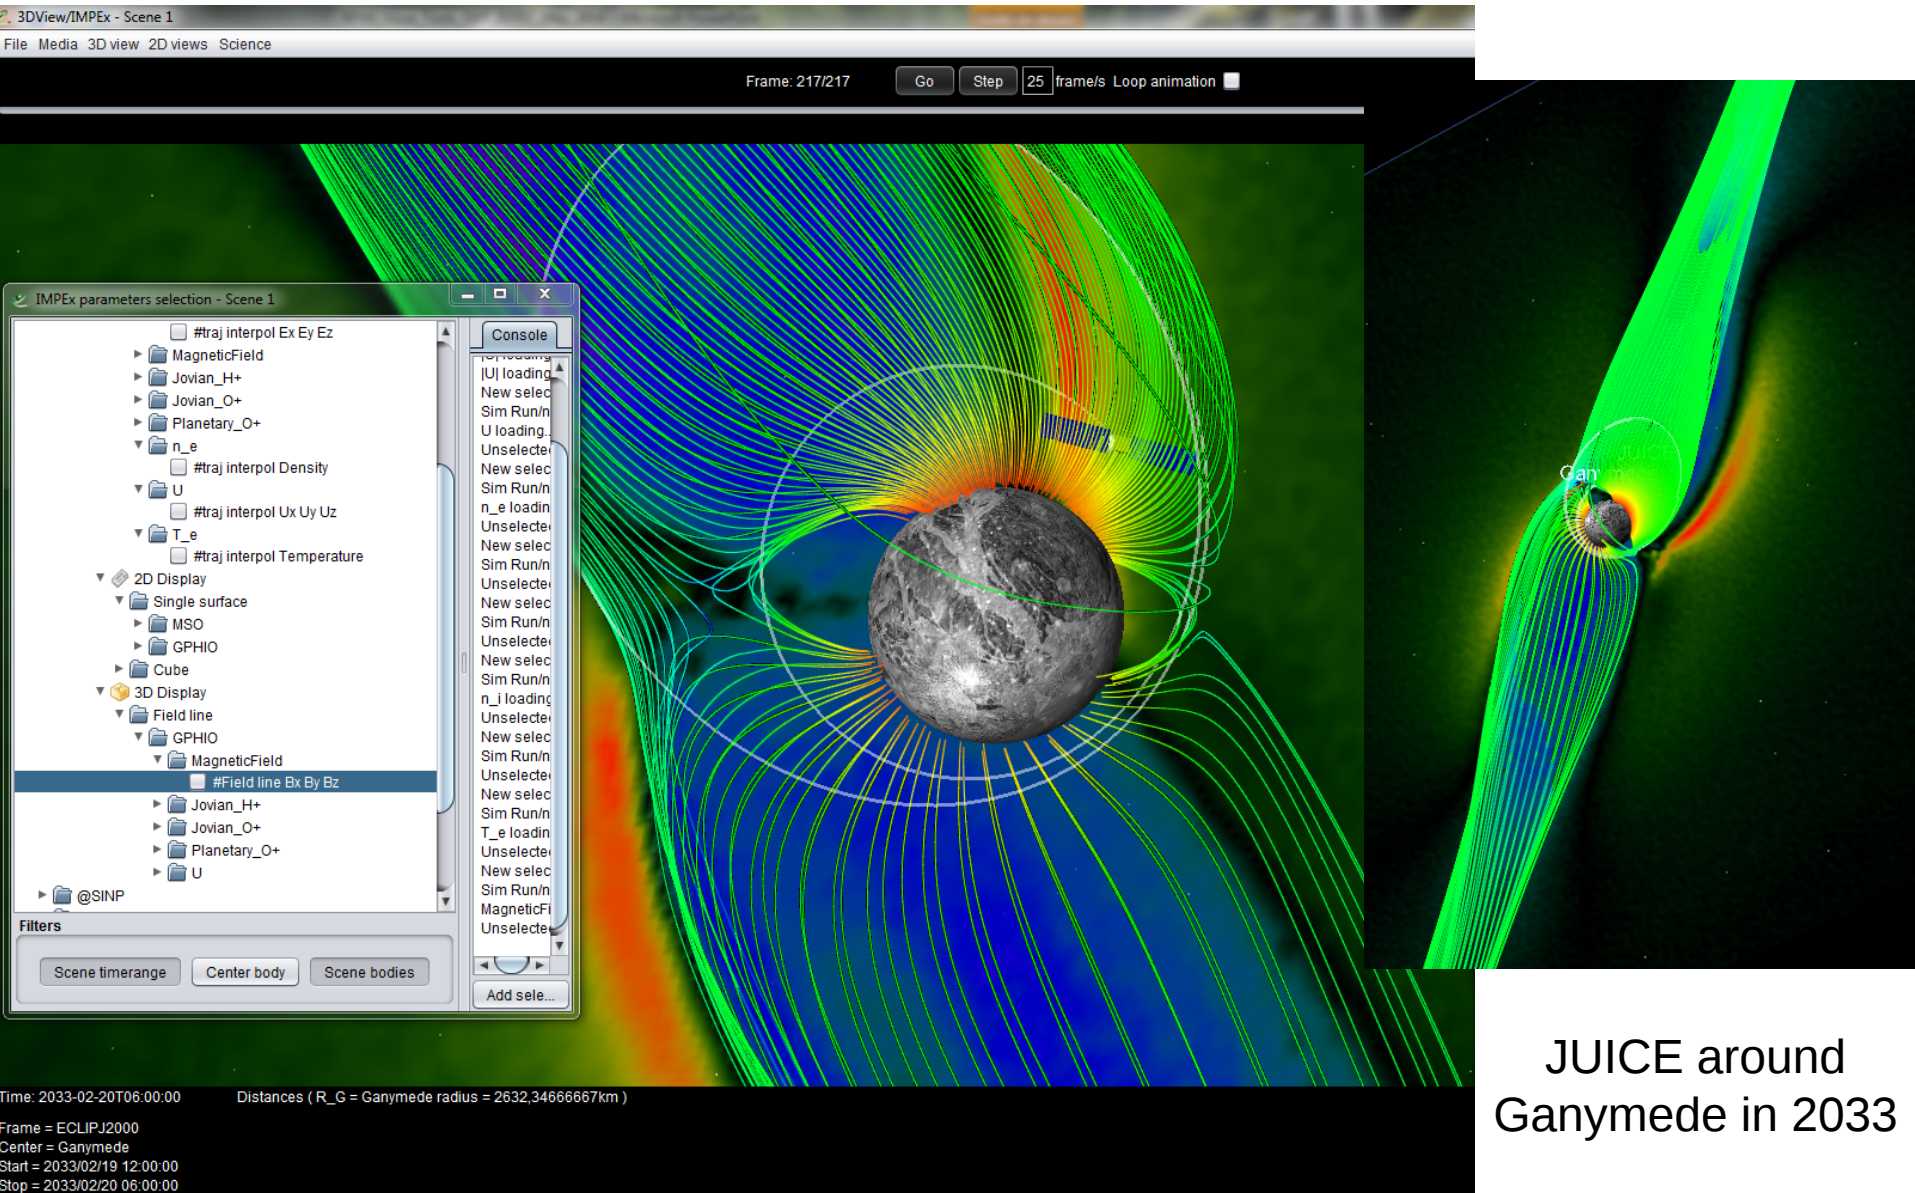 3DView/IMPEx - Scene 1
File Media 3D view 2D views Science
Frame: 217/217 Go Step 25 frame/s Loop animation
IMPEx parameters selection - Scene 1
#traj interpol Ex Ey Ez
MagneticField
Jovian_H+
Jovian_O+
Planetary_O+
n_e
#traj interpol Density
U
#traj interpol Ux Uy Uz
T_e
#traj interpol Temperature
2D Display
Single surface
MSO
GPHIO
Cube
3D Display
Field line
GPHIO
MagneticField
#Field line Bx By Bz
Jovian_H+
Jovian_O+
Planetary_O+
U
@SINP
Filters
Scene timerange Center body Scene bodies
Console
|U| loading
New selec
Sim Run/n
U loading..
Unselecte
New selec
Sim Run/n
n_e loadin
Unselecte
New selec
Sim Run/n
Unselecte
New selec
Sim Run/n
Unselecte
New selec
Sim Run/n
n_i loading
Unselecte
New selec
Sim Run/n
Unselecte
New selec
Sim Run/n
T_e loadin
Unselecte
New selec
Sim Run/n
MagneticFi
Unselecte
Add sele...
JUICE
Gany
Time: 2033-02-20T06:00:00 Distances ( R_G = Ganymede radius = 2632,34666667km )
Frame = ECLIPJ2000
Center = Ganymede
Start = 2033/02/19 12:00:00
Stop = 2033/02/20 06:00:00
JUICE around
Ganymede in 2033